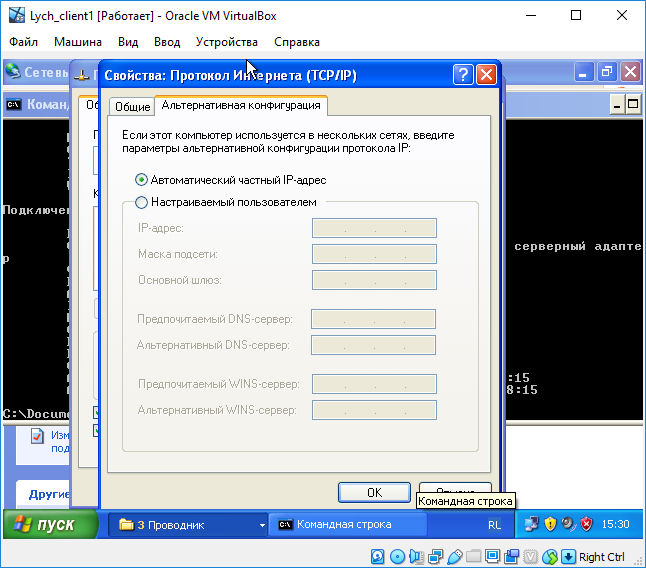 Lych_client1 [Работает] - Oracle VM VirtualBox
Файл Машина Вид Ввод Устройства Справка
Сетевы
Свойства: Протокол Интернета (TCP/IP)
Коман
Общие Альтернативная конфигурация
Если этот компьютер используется в нескольких сетях, введите
параметры альтернативной конфигурации протокола IP:
Автоматический частный IP-адрес
Настраиваемый пользователем
Подключен
IP-адрес:
серверный адапте
р
Маска подсети:
Основной шлюз:
Предпочитаемый DNS-сервер:
Альтернативный DNS-сервер:
:15
Предпочитаемый WINS-сервер:
8:15
C:\Docume
Альтернативный WINS-сервер:
Изм
под
Другие
OK
Командная строка
пуск
3 Проводник
Командная строка
RL
15:30
Right Ctrl